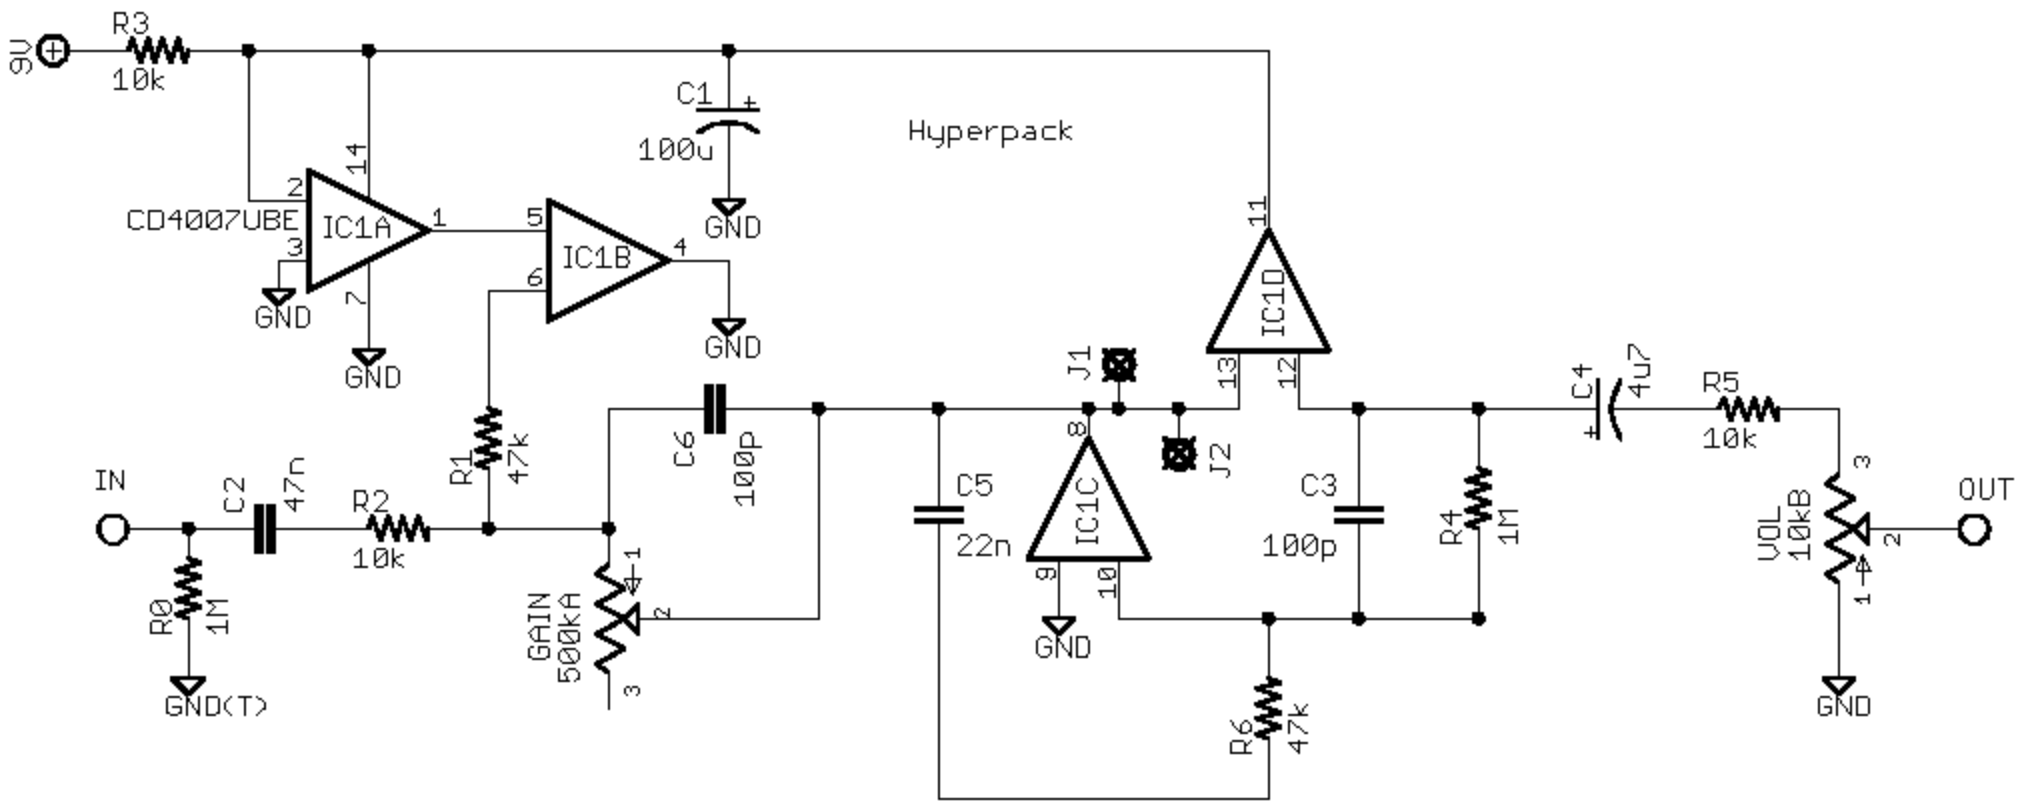 R3
9V
10k
C1
+
100u
Hyperpack
14
2
CD4007UBE
IC1A
1
3
GND
7
GND
5
IC1B
4
6
GND
GND
11
IC1D
13
12
J1
J2
C4
4u7
+
R5
10k
R1
47k
C6
100p
8
IC1C
9
10
GND
C5
22n
C3
100p
R4
1M
IN
C2
47n
R2
10k
R0
1M
GND(T)
GAIN
500kA
1
2
3
R6
47k
VOL
10kB
3
2
1
OUT
GND